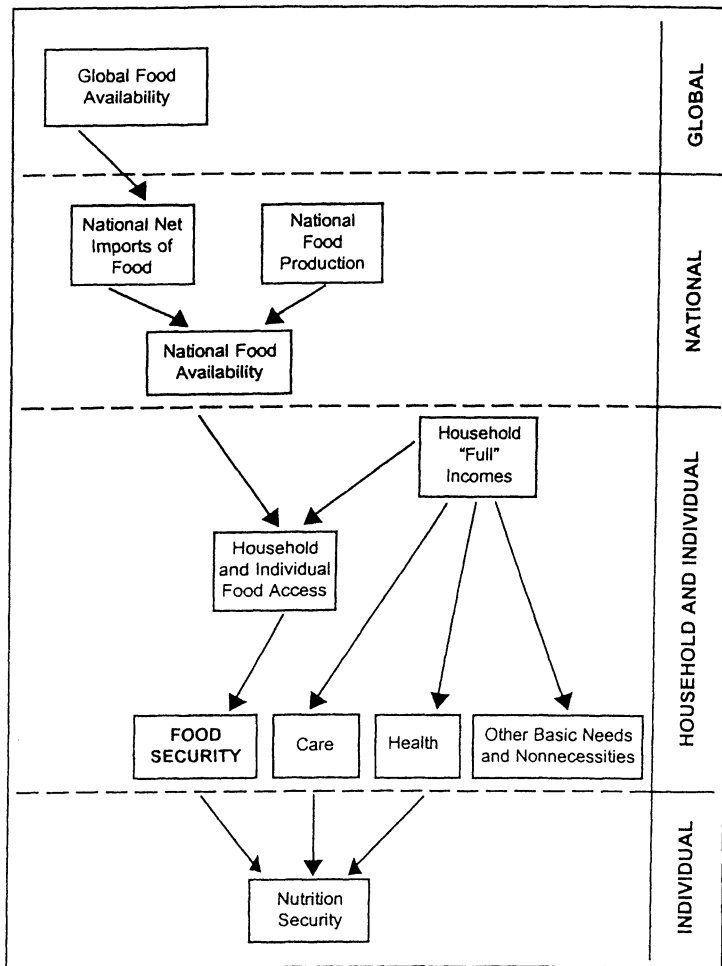 Global Food
Availability
GLOBAL
National Net
Imports of
Food
National
Food
Production
National Food
Availability
NATIONAL
Household
"Full"
Incomes
Household
and Individual
Food Access
FOOD
SECURITY
Care
Health
Other Basic Needs
and Nonnecessities
HOUSEHOLD AND INDIVIDUAL
Nutrition
Security
INDIVIDUAL